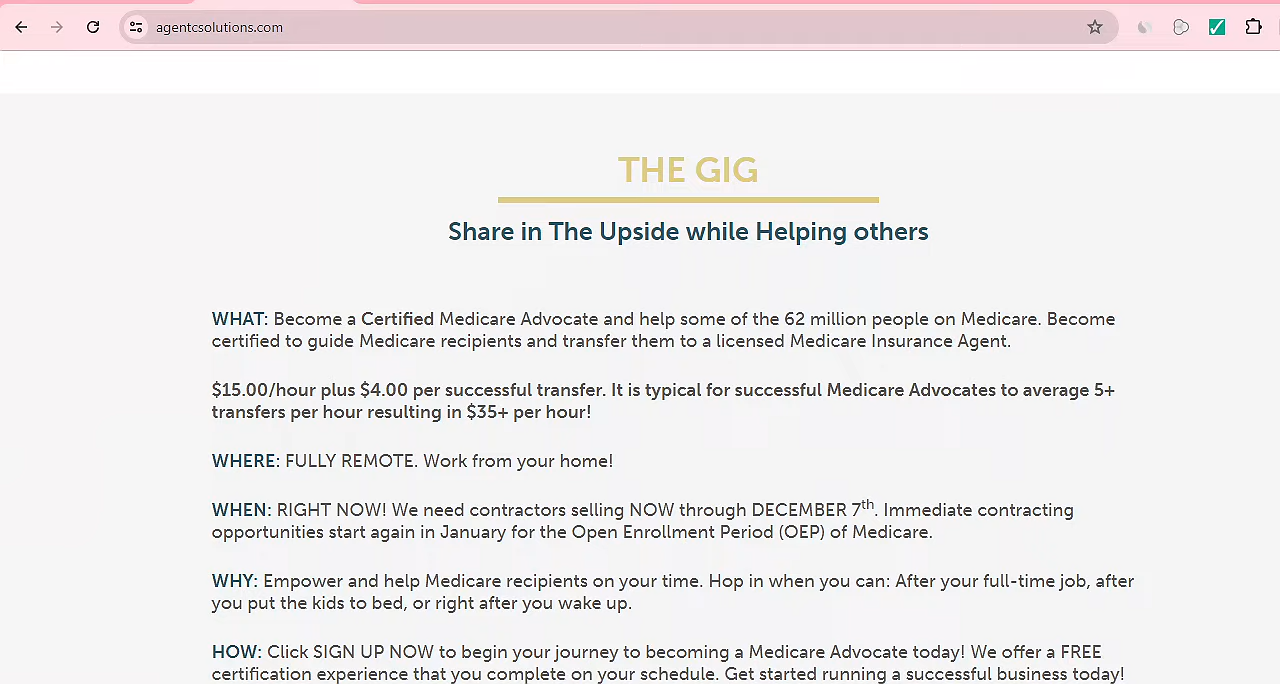 agentcsolutions.com
THE GIG
Share in The Upside while Helping others
WHAT: Become a Certified Medicare Advocate and help some of the 62 million people on Medicare. Become
certified to guide Medicare recipients and transfer them to a licensed Medicare Insurance Agent.
$15.00/hour plus $4.00 per successful transfer. It is typical for successful Medicare Advocates to average 5+
transfers per hour resulting in $35+ per hour!
WHERE: FULLY REMOTE. Work from your home!
WHEN: RIGHT NOW! We need contractors selling NOW through DECEMBER 7th. Immediate contracting
opportunities start again in January for the Open Enrollment Period (OEP) of Medicare.
WHY: Empower and help Medicare recipients on your time. Hop in when you can: After your full-time job, after
you put the kids to bed, or right after you wake up.
HOW: Click SIGN UP NOW to begin your journey to becoming a Medicare Advocate today! We offer a FREE
certification experience that you complete on your schedule. Get started running a successful business today!